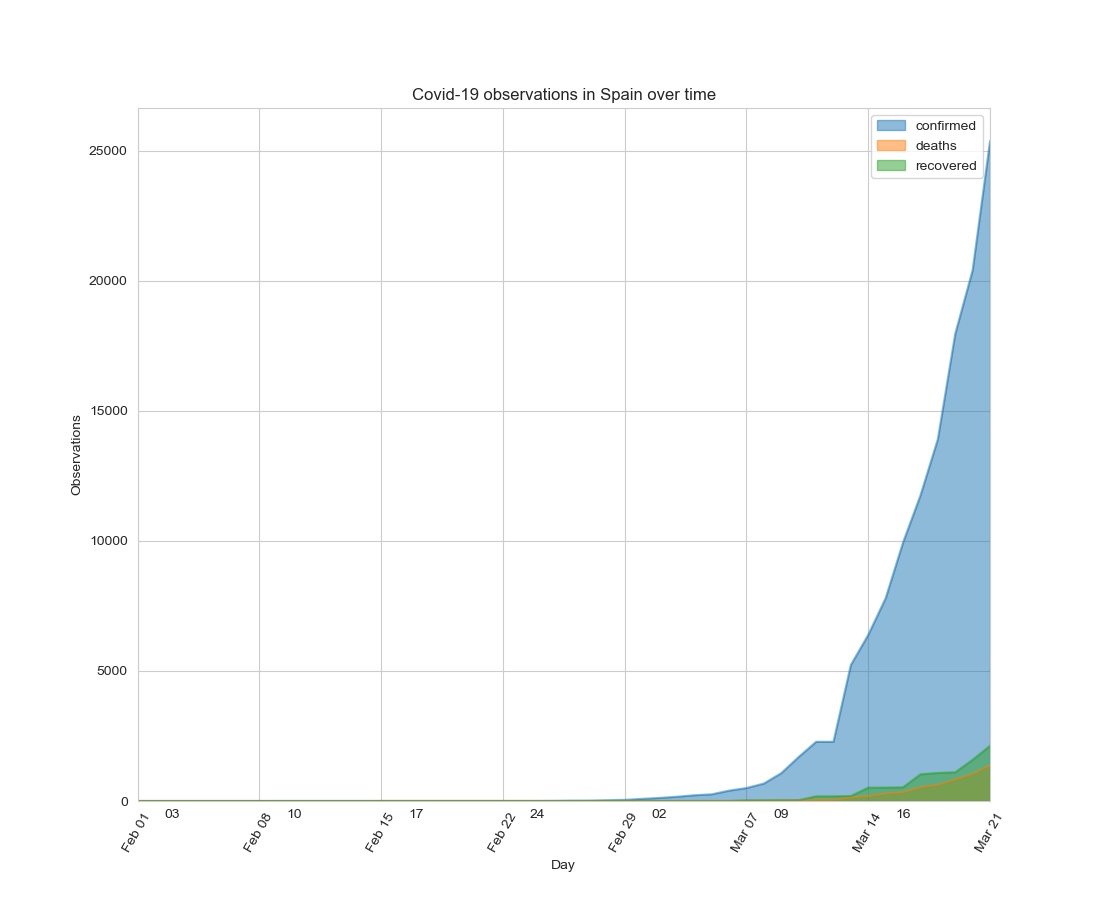 Covid-19 observations in Spain over time
confirmed
deaths
recovered
25000
20000
15000
10000
5000
0
Observations
03 10 17 24 02 09 16
Feb 01 Feb 08 Feb 15 Feb 22 Feb 29 Mar 07 Mar 14 Mar 21
Day